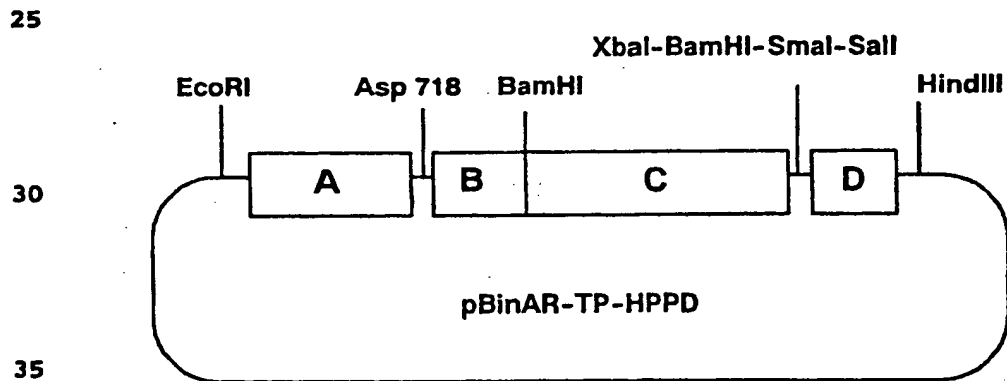 25
XbaI-BamHI-SmaI-SalI
EcoRI Asp 718 BamHI HindIII
30 A B C D
pBinAR-TP-HPPD
35